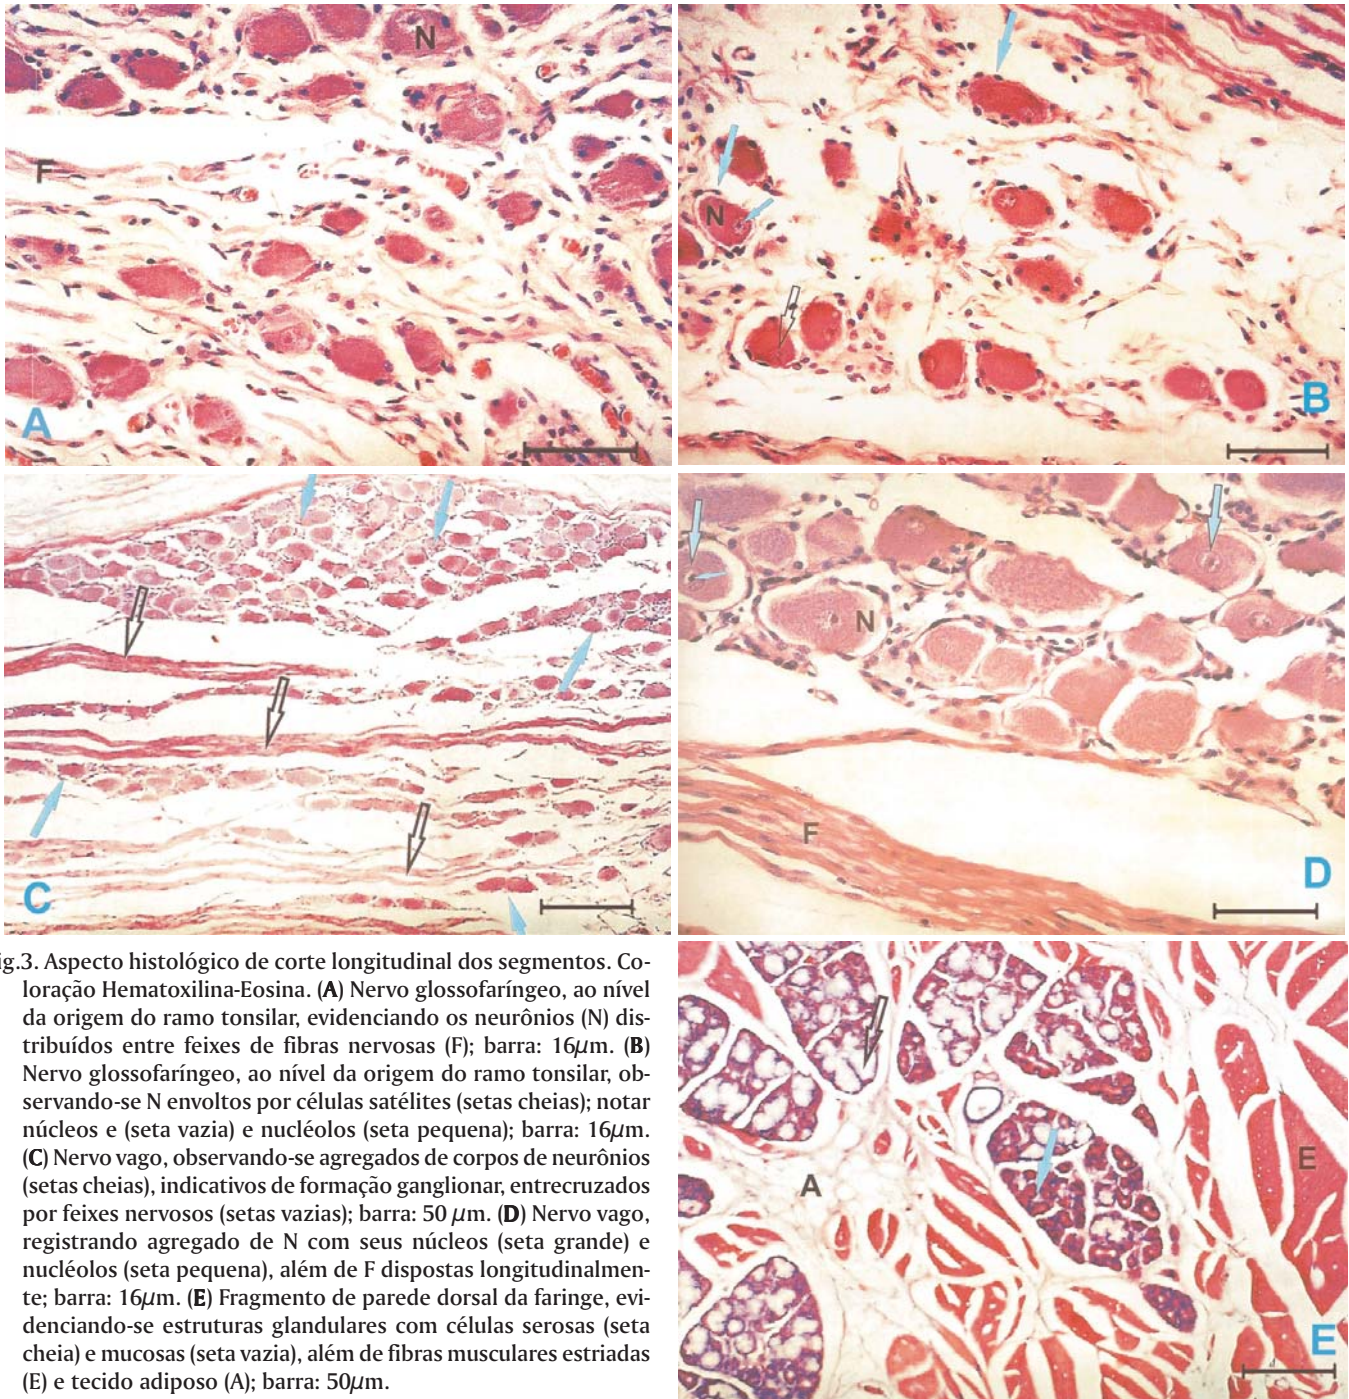 N
F
A
N
B
C
N
F
D
A
E
E
ig.3. Aspecto histológico de corte longitudinal dos segmentos. Co-
loração Hematoxilina-Eosina. (A) Nervo glossofaríngeo, ao nível
da origem do ramo tonsilar, evidenciando os neurônios (N) dis-
tribuídos entre feixes de fibras nervosas (F); barra: 16µm. (B)
Nervo glossofaríngeo, ao nível da origem do ramo tonsilar, ob-
servando-se N envoltos por células satélites (setas cheias); notar
núcleos e (seta vazia) e nucléolos (seta pequena); barra: 16µm.
(C) Nervo vago, observando-se agregados de corpos de neurônios
(setas cheias), indicativos de formação ganglionar, entrecruzados
por feixes nervosos (setas vazias); barra: 50 µm. (D) Nervo vago,
registrando agregado de N com seus núcleos (seta grande) e
nucléolos (seta pequena), além de F dispostas longitudinalmen-
te; barra: 16µm. (E) Fragmento de parede dorsal da faringe, evi-
denciando-se estruturas glandulares com células serosas (seta
cheia) e mucosas (seta vazia), além de fibras musculares estriadas
(E) e tecido adiposo (A); barra: 50µm.